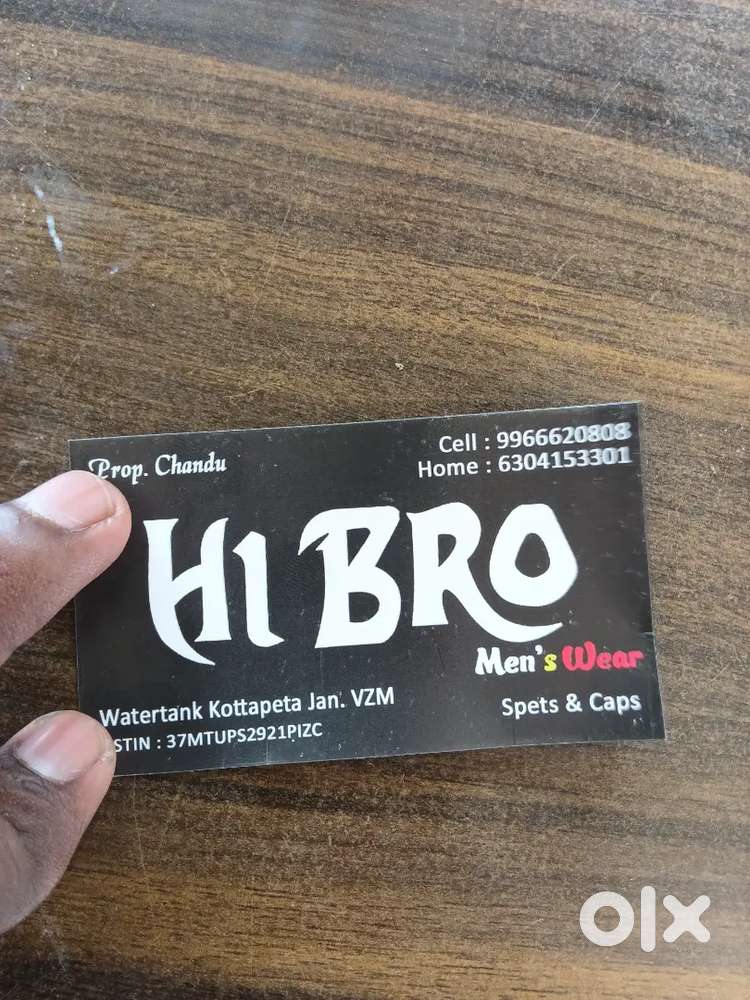 Prop. Chandu
Cell : 9966620808
Home : 6304153301
HI BRO
Men's Wear
Watertank Kottapeta Jan. VZM
Spets & Caps
STIN : 37MTUPS2921PIZC
olx